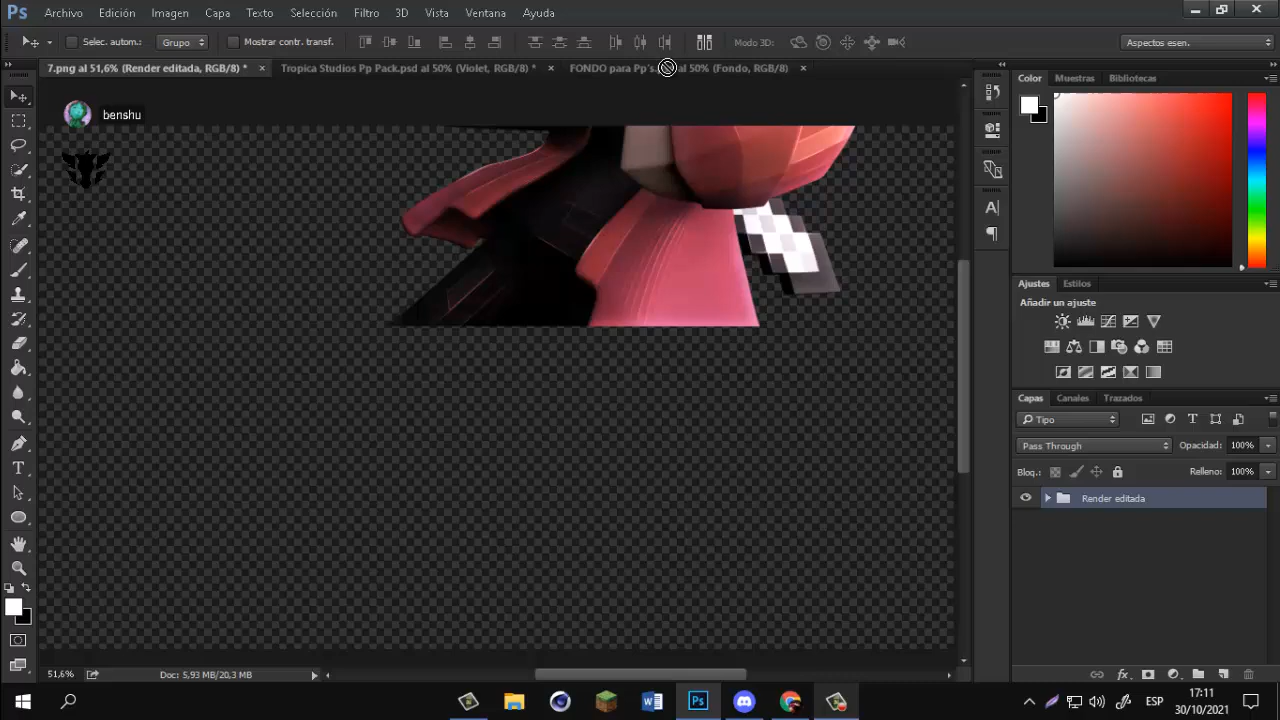 Ps Archivo Edición Imagen Capa Texto Selección Filtro 3D Vista Ventana Ayuda
Selec. autom.: Grupo Mostrar contr. transf. Modo 3D: Aspectos esen.
7.png al 51,6% (Render editada, RGB/8) * × Tropica Studios Pp Pack.psd al 50% (Violet, RGB/8) * × FONDO para Pp's. al 50% (Fondo, RGB/8) ×
Color Muestras Bibliotecas
benshu
Ajustes Estilos
Añadir un ajuste
Capas Canales Trazados
Tipo
Pass Through Opacidad: 100%
Bloq.: Relleno: 100%
Render editada
51,6% Doc: 5,93 MB/20,3 MB
ESP 17:11
30/10/2021